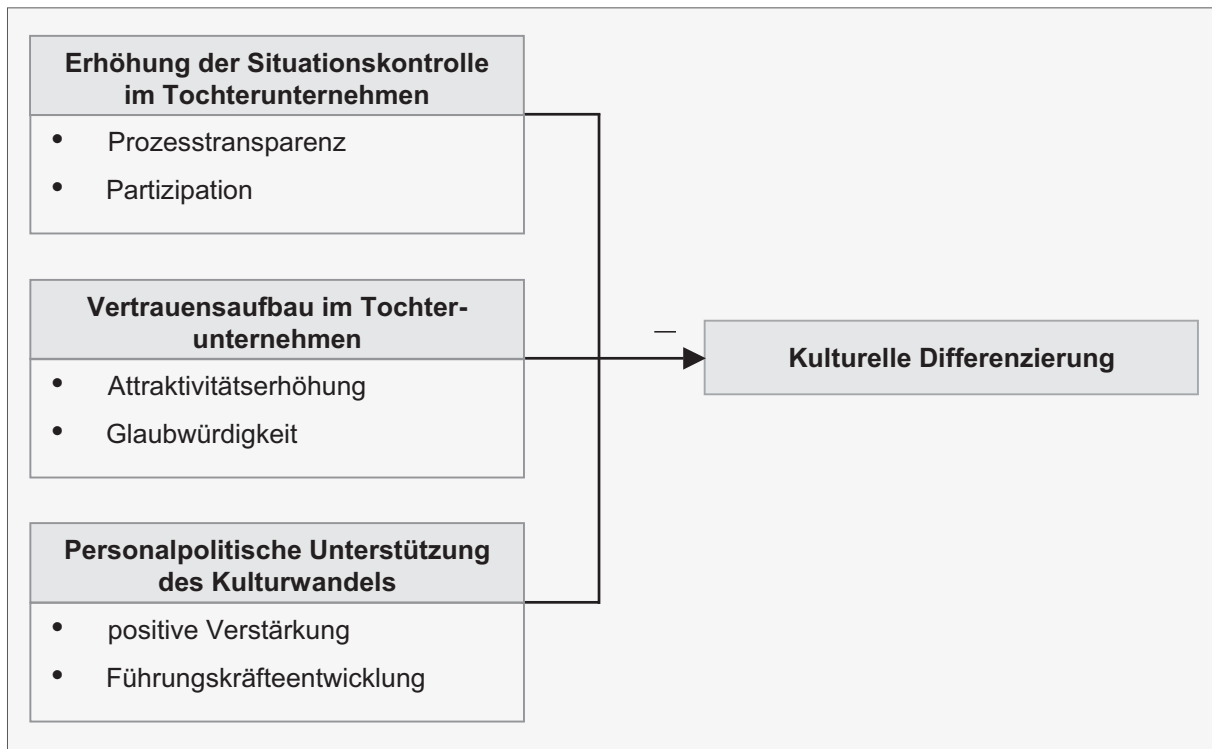 Erhöhung der Situationskontrolle
im Tochterunternehmen
• Prozesstransparenz
• Partizipation
Vertrauensaufbau im Tochter-
unternehmen
• Attraktivitätserhöhung
• Glaubwürdigkeit
Personalpolitische Unterstützung
des Kulturwandels
• positive Verstärkung
• Führungskräfteentwicklung
–
Kulturelle Differenzierung